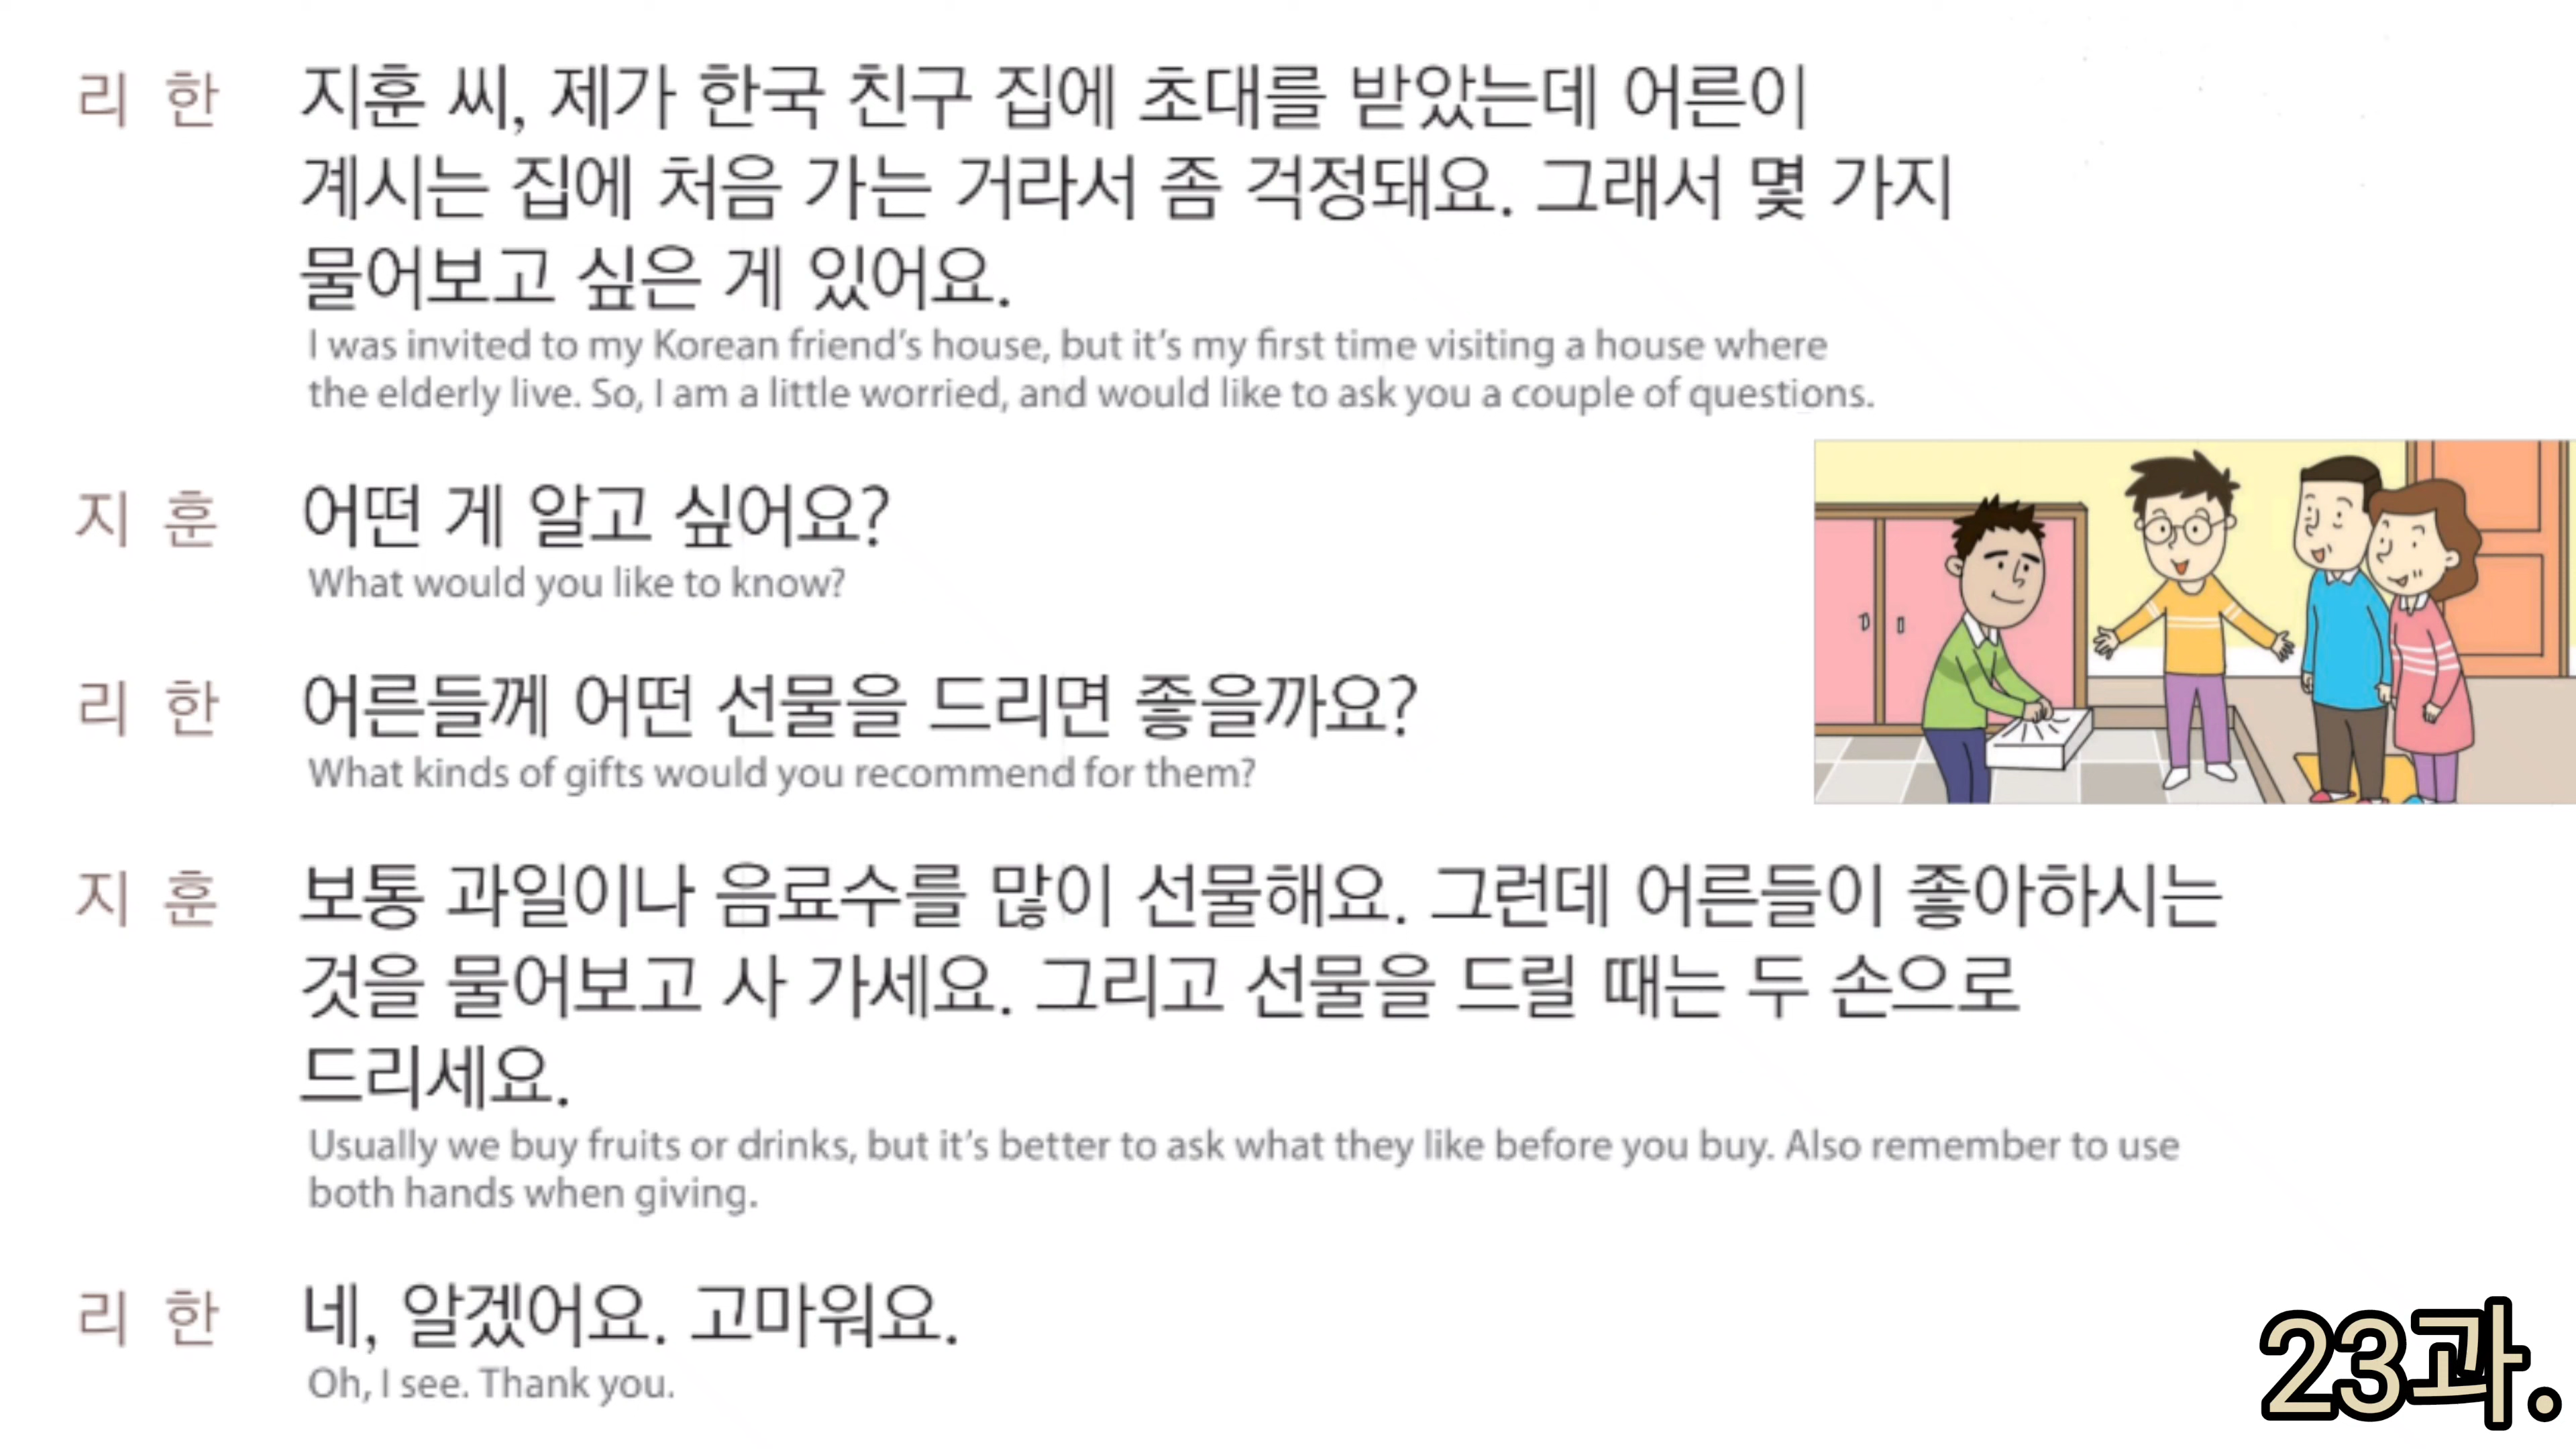 리 한 지훈 씨, 제가 한국 친구 집에 초대를 받았는데 어른이
계시는 집에 처음 가는 거라서 좀 걱정돼요. 그래서 몇 가지
물어보고 싶은 게 있어요.
I was invited to my Korean friend's house, but it's my first time visiting a house where
the elderly live. So, I am a little worried, and would like to ask you a couple of questions.
지 훈 어떤 게 알고 싶어요?
What would you like to know?
리 한 어른들께 어떤 선물을 드리면 좋을까요?
What kinds of gifts would you recommend for them?
지 훈 보통 과일이나 음료수를 많이 선물해요. 그런데 어른들이 좋아하시는
것을 물어보고 사 가세요. 그리고 선물을 드릴 때는 두 손으로
드리세요.
Usually we buy fruits or drinks, but it's better to ask what they like before you buy. Also remember to use
both hands when giving.
리 한 네, 알겠어요. 고마워요.
Oh, I see. Thank you.
23과.